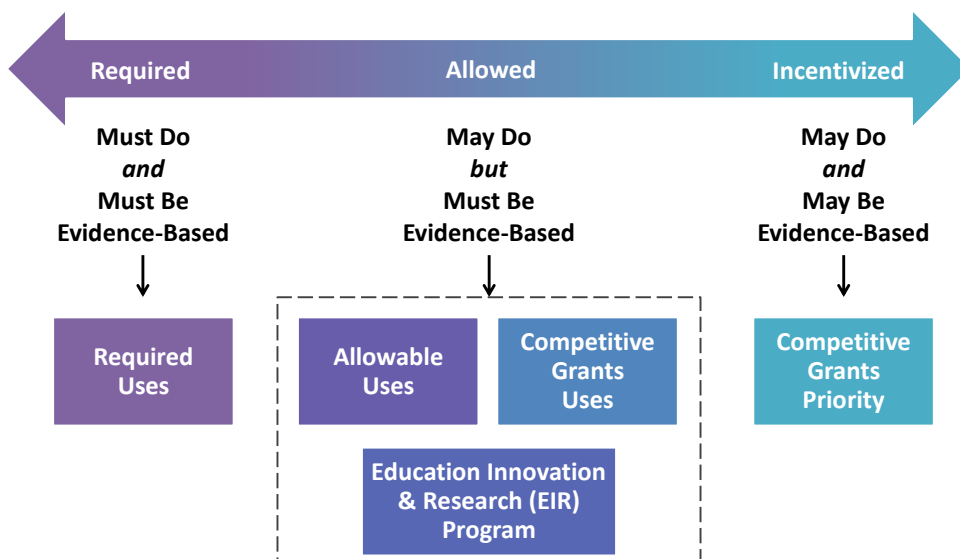 Required
Allowed
Incentivized
Must Do
and
Must Be
Evidence-Based
May Do
but
Must Be
Evidence-Based
May Do
and
May Be
Evidence-Based
Required
Uses
Allowable
Uses
Competitive
Grants
Uses
Competitive
Grants
Priority
Education Innovation
& Research (EIR)
Program